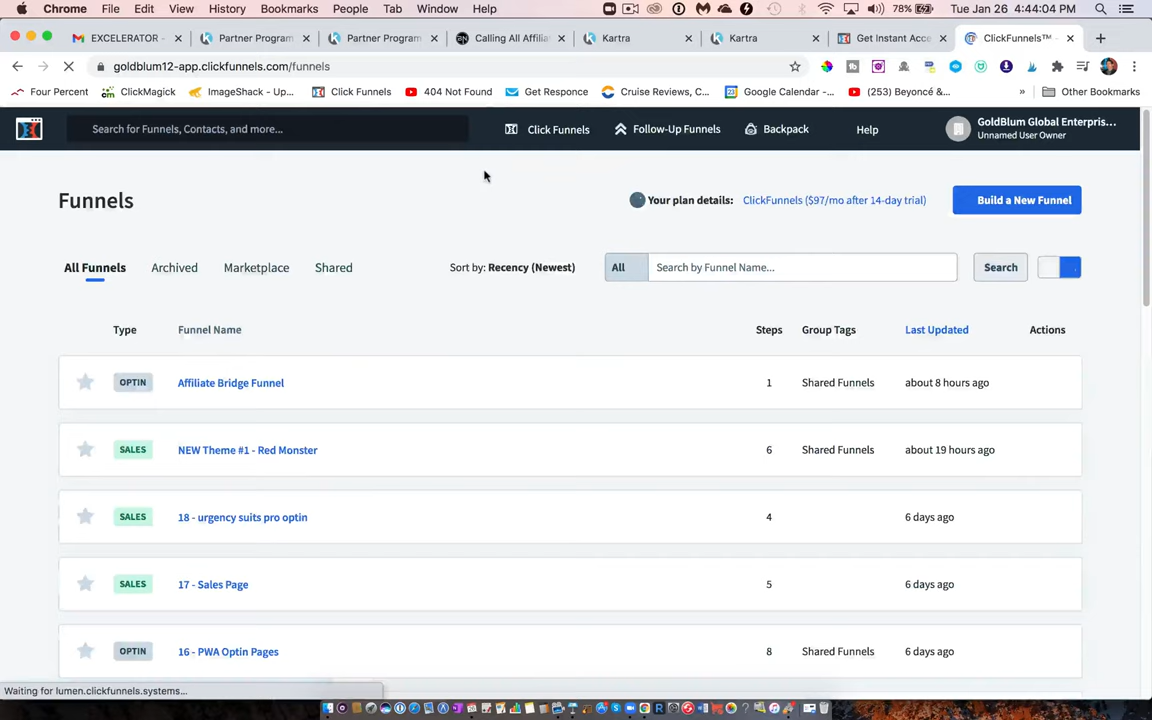 Chrome File Edit View History Bookmarks People Tab Window Help 78% Tue Jan 26 4:44:04 PM
EXCELERATOR - Partner Program Partner Program Calling All Affilia Kartra Kartra Get Instant Acce ClickFunnels™
goldblum12-app.clickfunnels.com/funnels
Four Percent ClickMagick ImageShack - Up... Click Funnels 404 Not Found Get Responce Cruise Reviews, C... Google Calendar -... (253) Beyoncé &... » Other Bookmarks
Search for Funnels, Contacts, and more... Click Funnels Follow-Up Funnels Backpack Help GoldBlum Global Enterpris...
Unnamed User Owner
Funnels Your plan details: ClickFunnels ($97/mo after 14-day trial) Build a New Funnel
All Funnels Archived Marketplace Shared Sort by: Recency (Newest) All Search by Funnel Name... Search
Type Funnel Name Steps Group Tags Last Updated Actions
OPTIN Affiliate Bridge Funnel 1 Shared Funnels about 8 hours ago
SALES NEW Theme #1 - Red Monster 6 Shared Funnels about 19 hours ago
SALES 18 - urgency suits pro optin 4 6 days ago
SALES 17 - Sales Page 5 6 days ago
OPTIN 16 - PWA Optin Pages 8 Shared Funnels 6 days ago
Waiting for lumen.clickfunnels.systems...